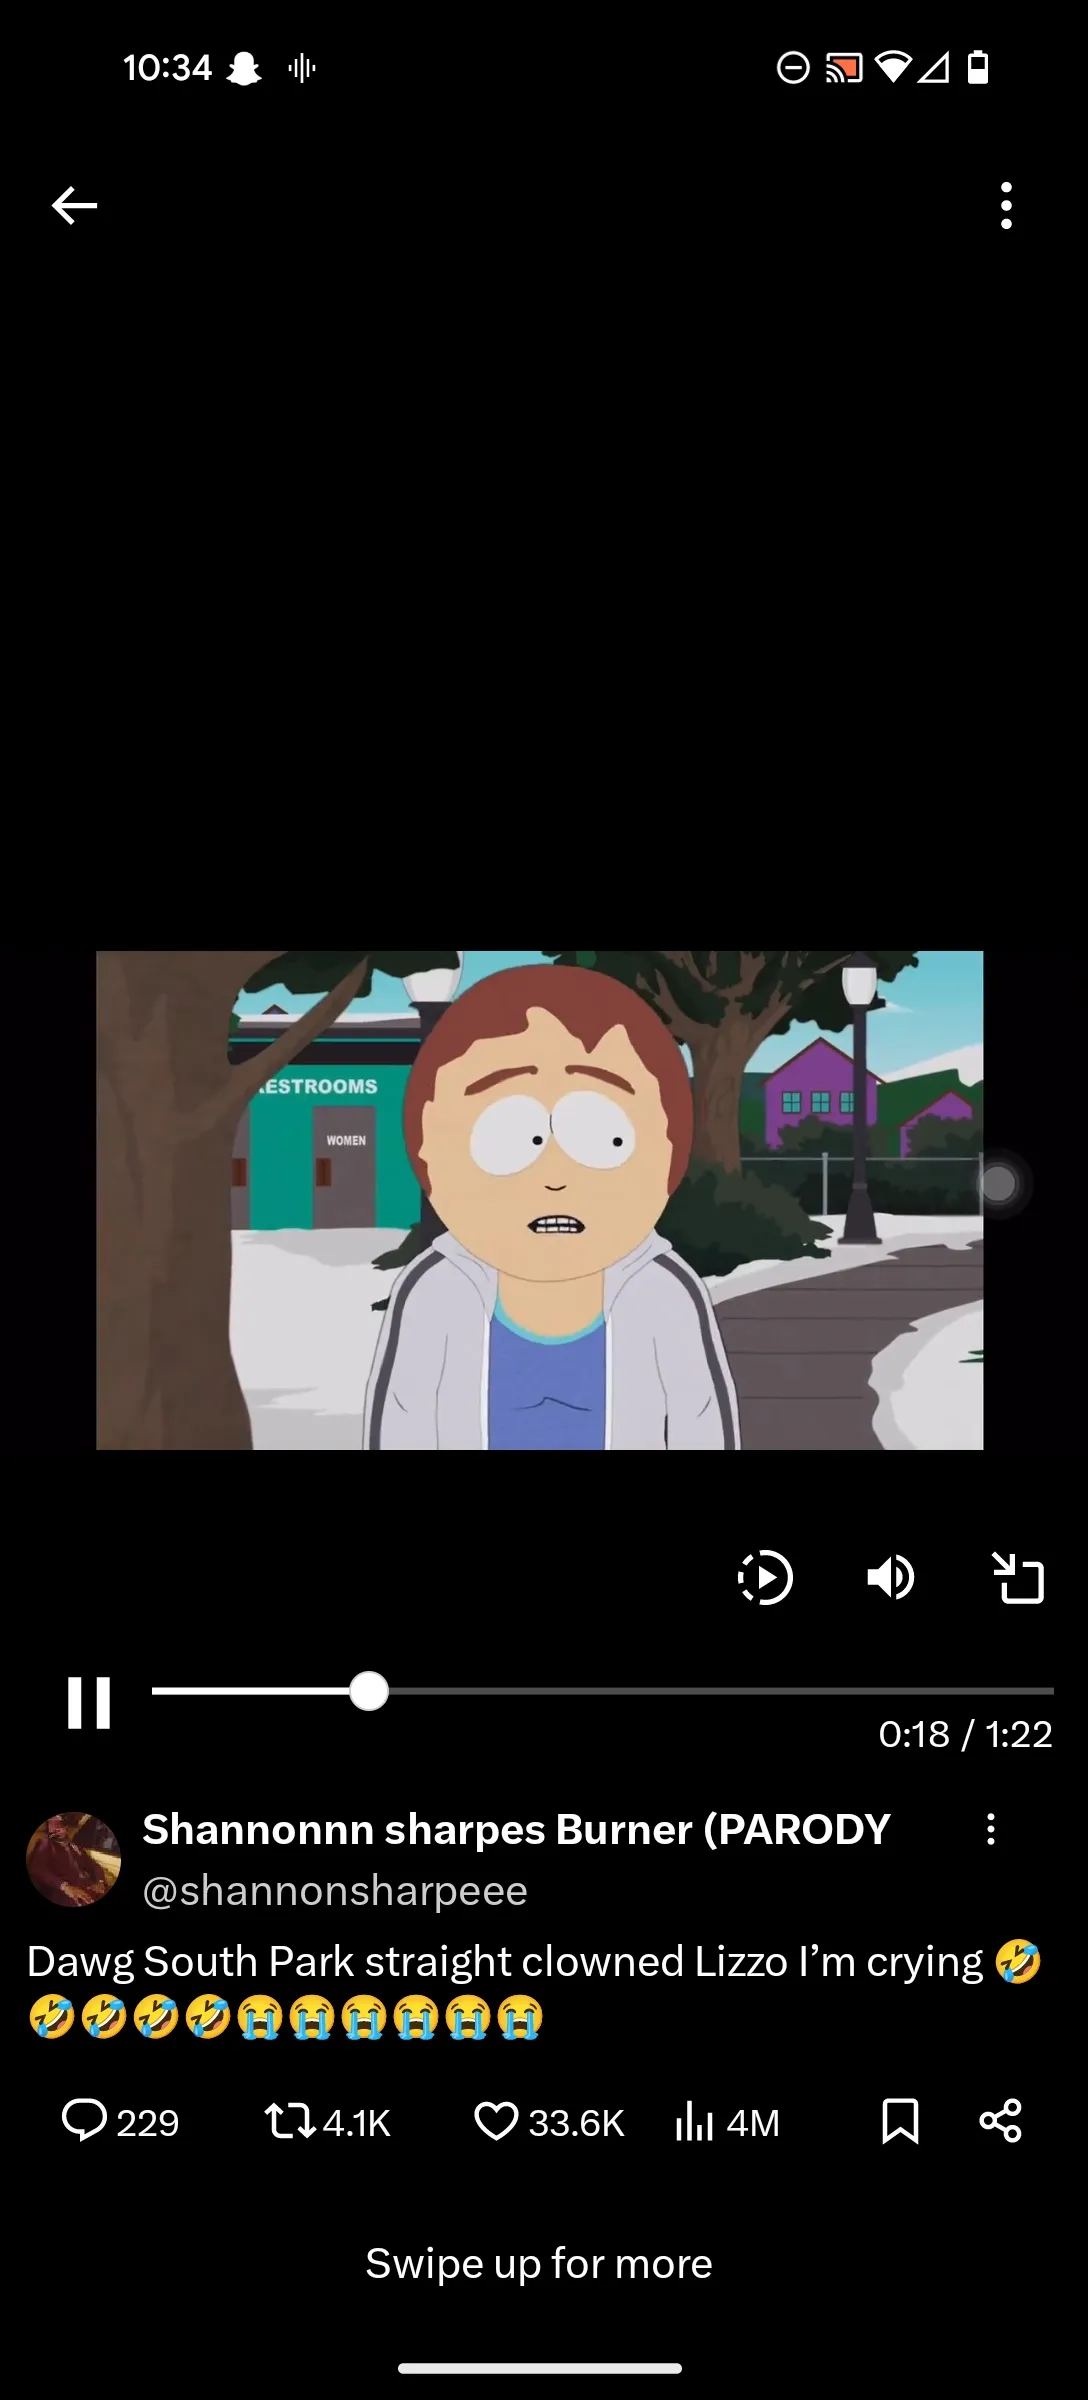 10:34
RESTROOMS
WOMEN
0:18 / 1:22
Shannonnn sharpes Burner (PARODY
@shannonsharpeee
Dawg South Park straight clowned Lizzo I’m crying 🤣
🤣🤣🤣🤣😭😭😭😭😭😭
229 4.1K 33.6K 4M
Swipe up for more